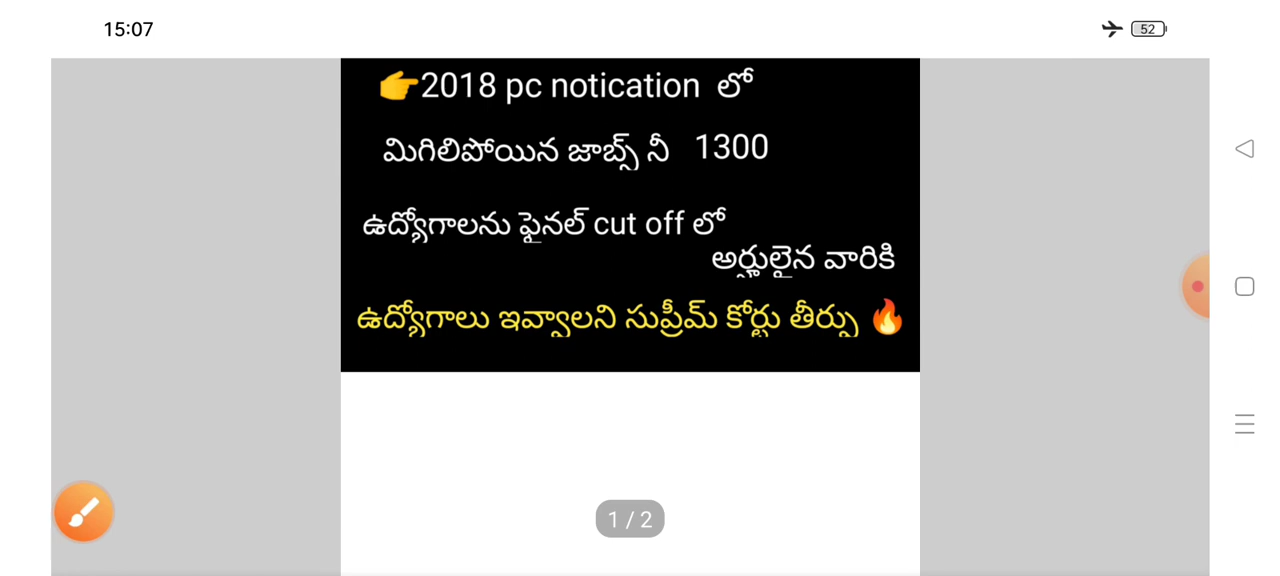 15:07
52
👉2018 pc notication లో
మిగిలిపోయిన జాబ్స్ నీ 1300
ఉద్యోగాలను ఫైనల్ cut off లో
అర్హులైన వారికి
ఉద్యోగాలు ఇవ్వాలని సుప్రీమ్ కోర్టు తీర్పు 🔥
1 / 2